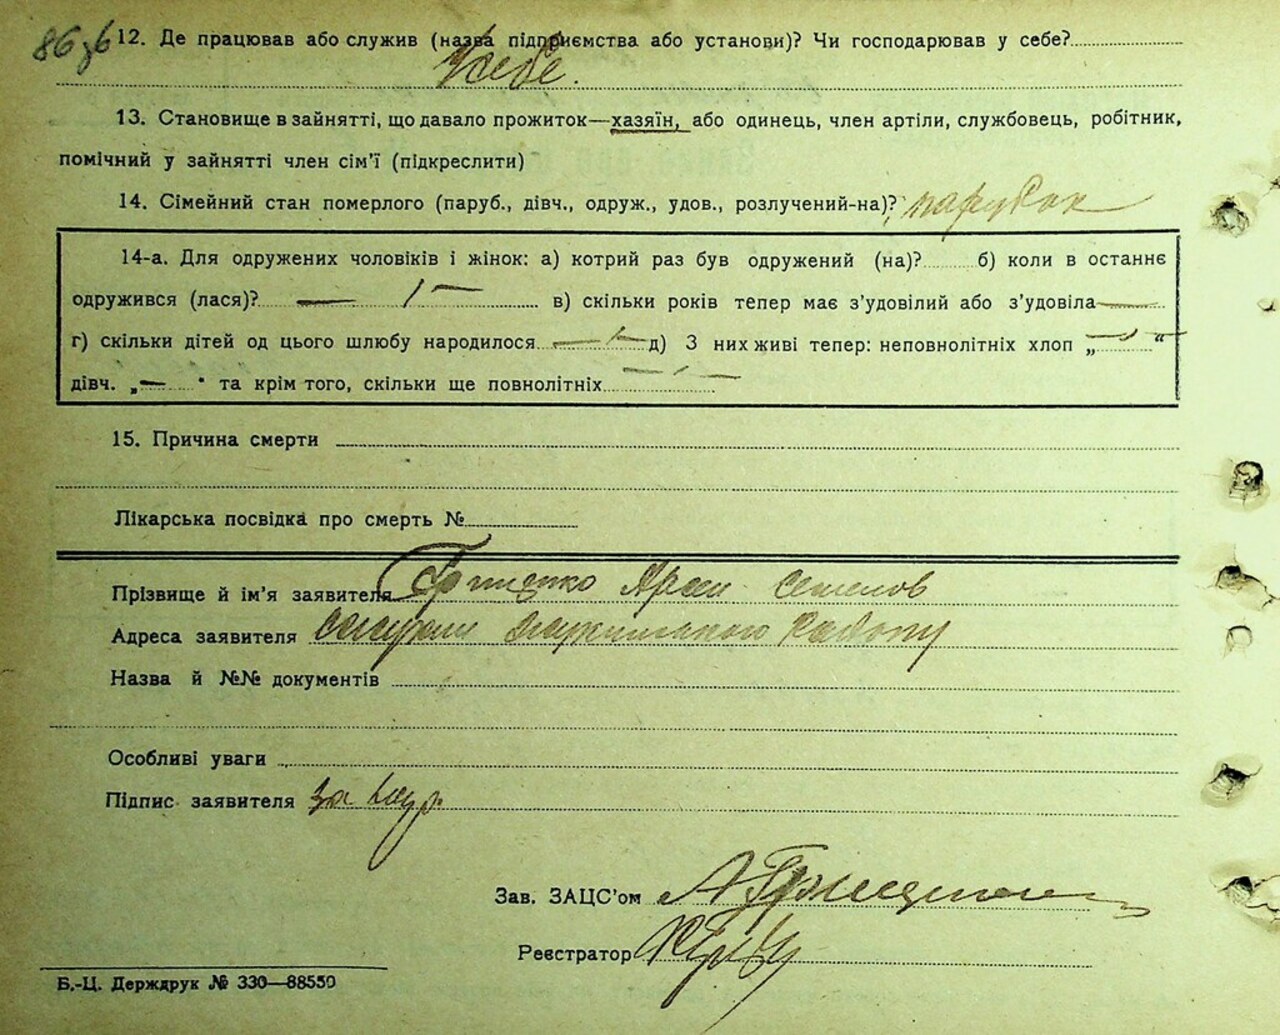 86зв 12. Де працював або служив (назва підприємства або установи)? Чи господарював у себе?
У себе.
13. Становище в зайнятті, що давало прожиток—хазяїн, або одинець, член артіли, службовець, робітник,
помічний у зайнятті член сім’ї (підкреслити)
14. Сімейний стан померлого (паруб., дівч., одруж., удов., розлучений-на)? парубок
14-а. Для одружених чоловіків і жінок: а) котрий раз був одружений (на)? б) коли в останнє
одружився (лася)? — в) скільки років тепер має з’удовілий або з’удовіла —
г) скільки дітей од цього шлюбу народилося — д) З них живі тепер: неповнолітніх хлоп „ — “
дівч. „ — “ та крім того, скільки ще повнолітніх —
15. Причина смерти
Лікарська посвідка про смерть №
Прізвище й ім’я заявителя
Адреса заявителя
Назва й №№ документів
Особливі уваги
Підпис заявителя за
Зав. ЗАЦС’ом
Реєстратор
Б.-Ц. Держдрук № 330—88550